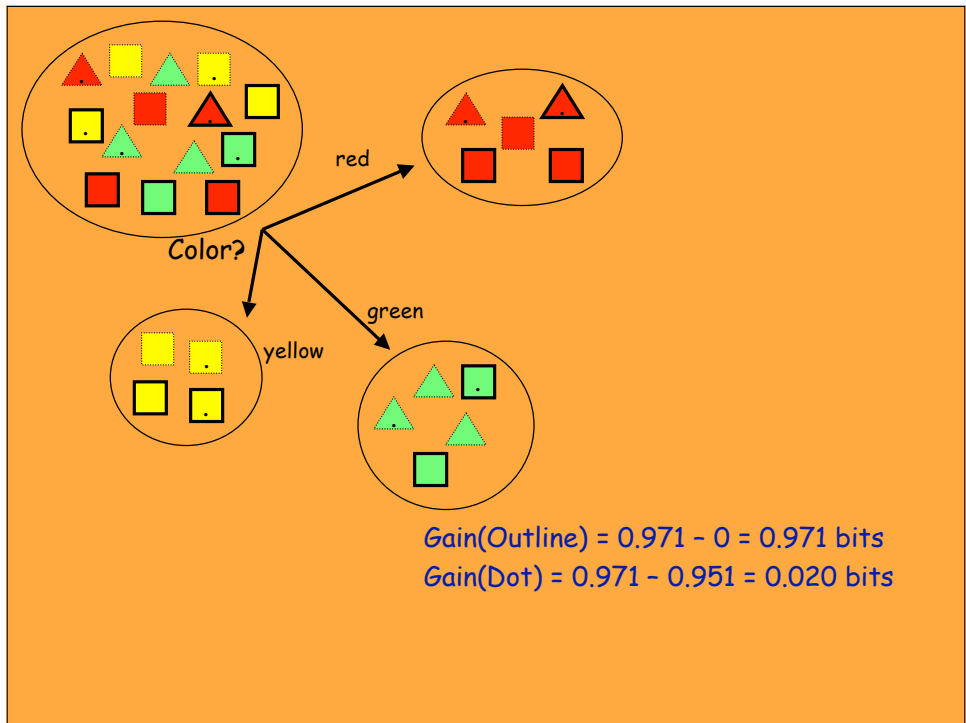 red
Color?
green
yellow
Gain(Outline) = 0.971 – 0 = 0.971 bits
Gain(Dot) = 0.971 – 0.951 = 0.020 bits